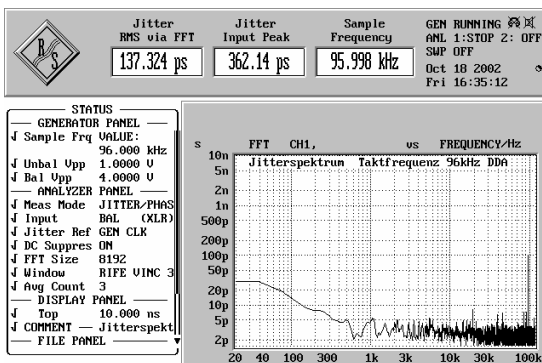 Jitter
RMS via FFT
137.324 ps
Jitter
Input Peak
362.14 ps
Sample
Frequency
95.998 kHz
GEN RUNNING
ANL 1:STOP 2: OFF
SWP OFF
Oct 18 2002
Fri 16:35:12
R S
STATUS
GENERATOR PANEL
Sample Frq VALUE:
96.000 kHz
Unbal Vpp 1.0000 V
Bal Vpp 4.0000 V
ANALYZER PANEL
Meas Mode JITTER/PHAS
Input BAL (XLR)
Jitter Ref GEN CLK
DC Suppres ON
FFT Size 8192
Window RIFE VINC 3
Avg Count 3
DISPLAY PANEL
Top 10.000 ns
COMMENT — Jitterspekt
FILE PANEL
s FFT CH1, vs FREQUENCY/Hz
Jitterspektrum Taktfrequenz 96kHz DDA
10n
5n
2n
1n
500p
200p
100p
50p
20p
10p
5p
2p
20 40 100 300 1k 3k 10k 30k 100k